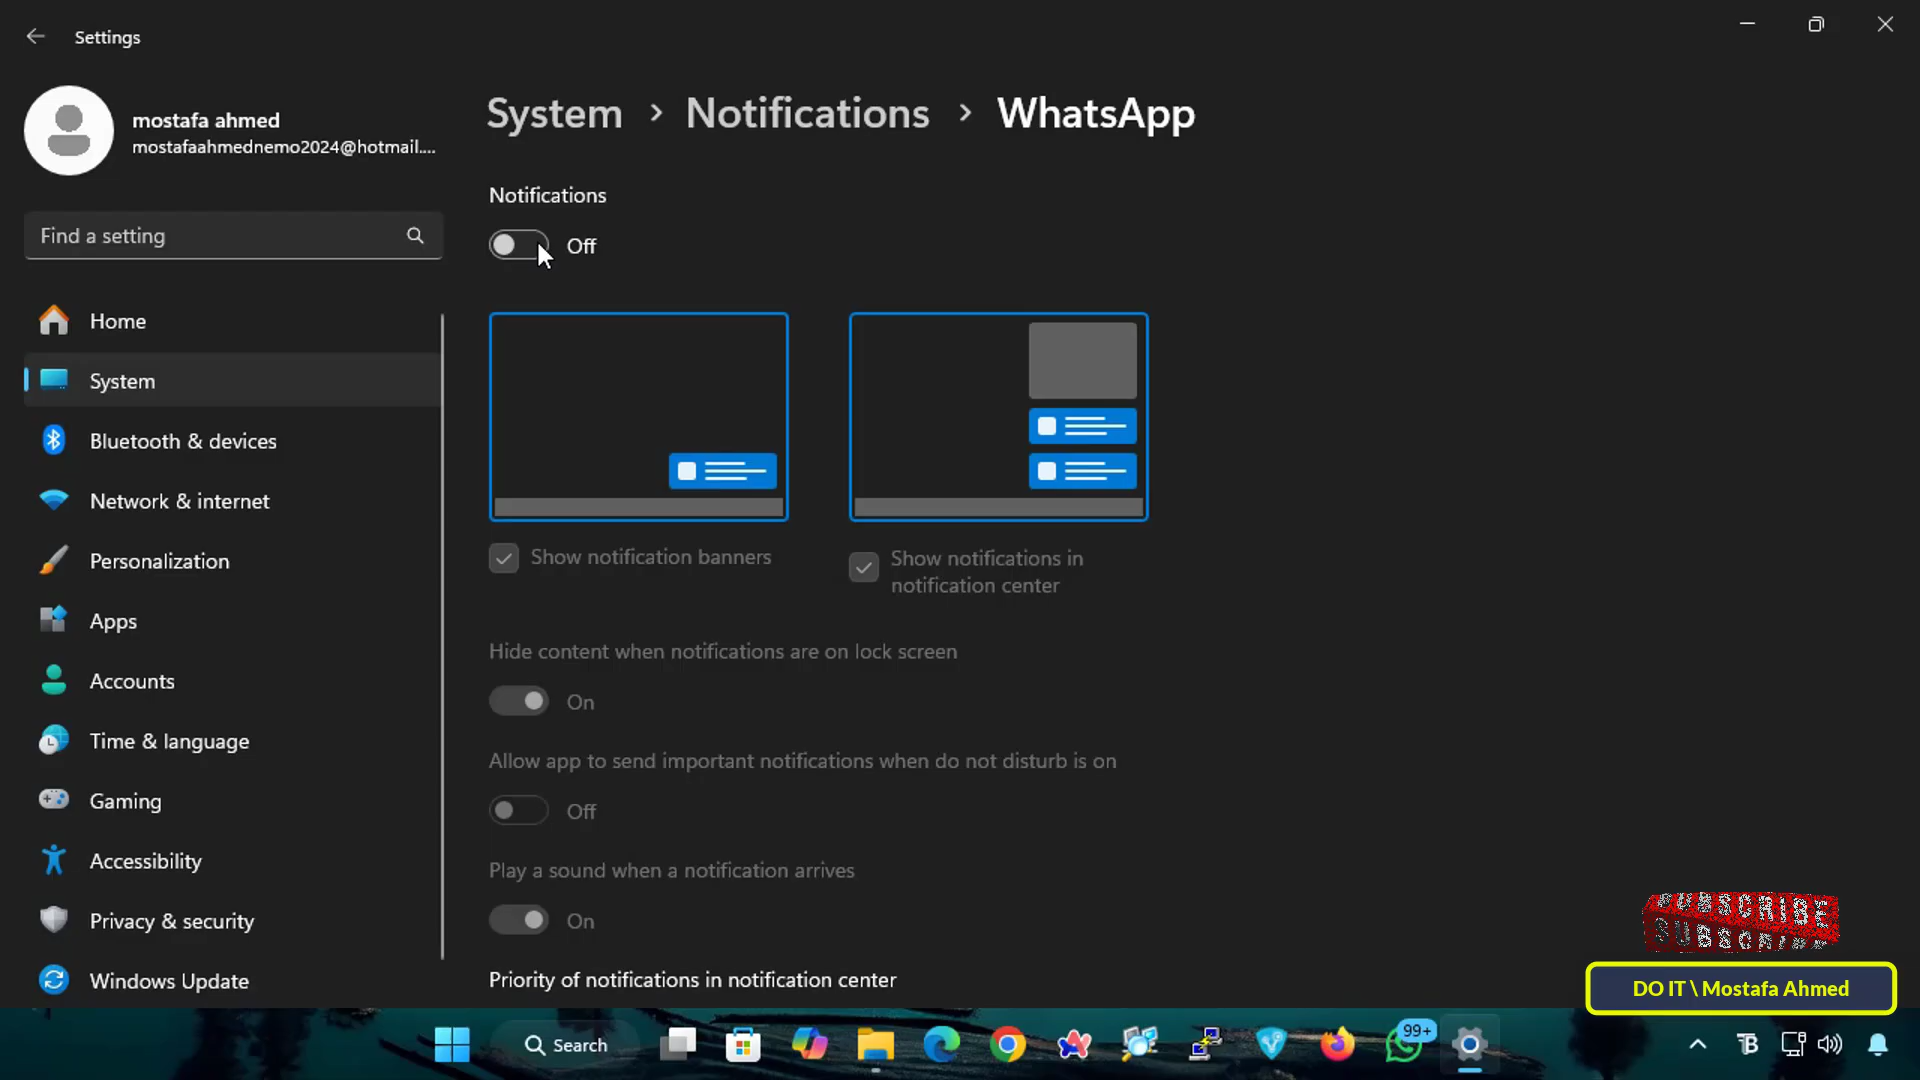 Settings
mostafa ahmed
mostafaahmednemo2024@hotmail....
Find a setting
Home
System
Bluetooth & devices
Network & internet
Personalization
Apps
Accounts
Time & language
Gaming
Accessibility
Privacy & security
Windows Update
System > Notifications > WhatsApp
Notifications
Off
Show notification banners
Show notifications in
notification center
Hide content when notifications are on lock screen
On
Allow app to send important notifications when do not disturb is on
Off
Play a sound when a notification arrives
On
Priority of notifications in notification center
SUBSCRIBE
SUBSCRIBE
DO IT \ Mostafa Ahmed
Search
99+